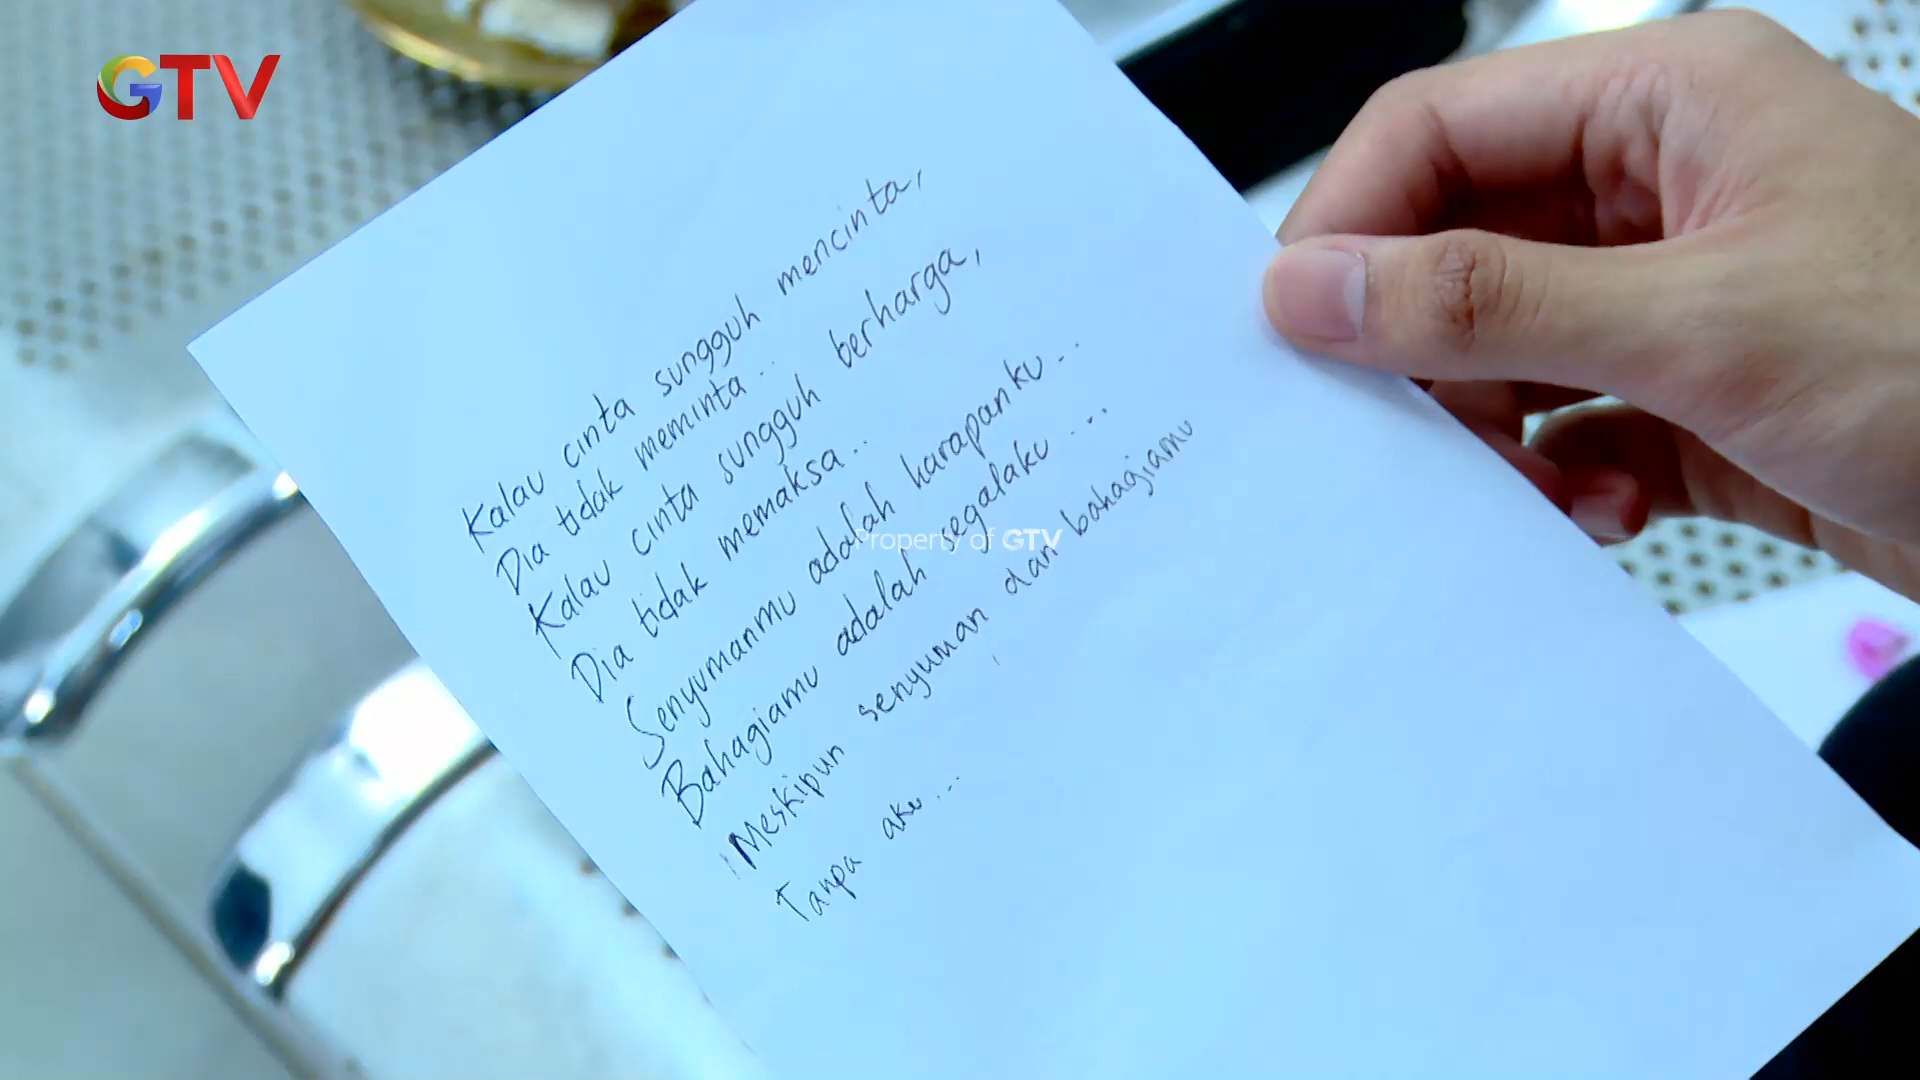 GTV
Kalau cinta sungguh mencinta,
Dia tidak meminta..
Kalau cinta sungguh berharga,
Dia tidak memaksa..
Senyumanmu adalah harapanku...
Bahagiamu adalah segalaku ...
Meskipun senyuman dan bahagiamu
Tanpa aku...
Property of GTV